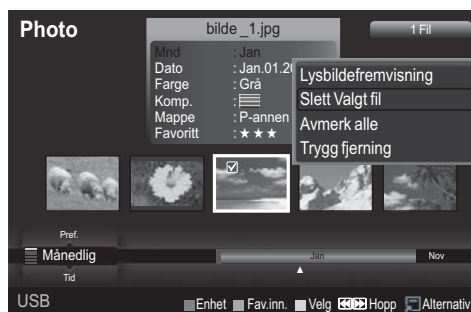 Photo
bilde _1.jpg
1 Fil
Mnd : Jan
Dato : Jan.01.20
Farge : Grå
Komp. :
Mappe : P-annen
Favoritt : ★ ★ ★
Lysbildefremvisning
Slett Valgt fil
Avmerk alle
Trygg fjerning
Pref.
Månedlig
Jan
Nov
Tid
USB
Enhet Fav.inn. Velg Hopp Alternativ